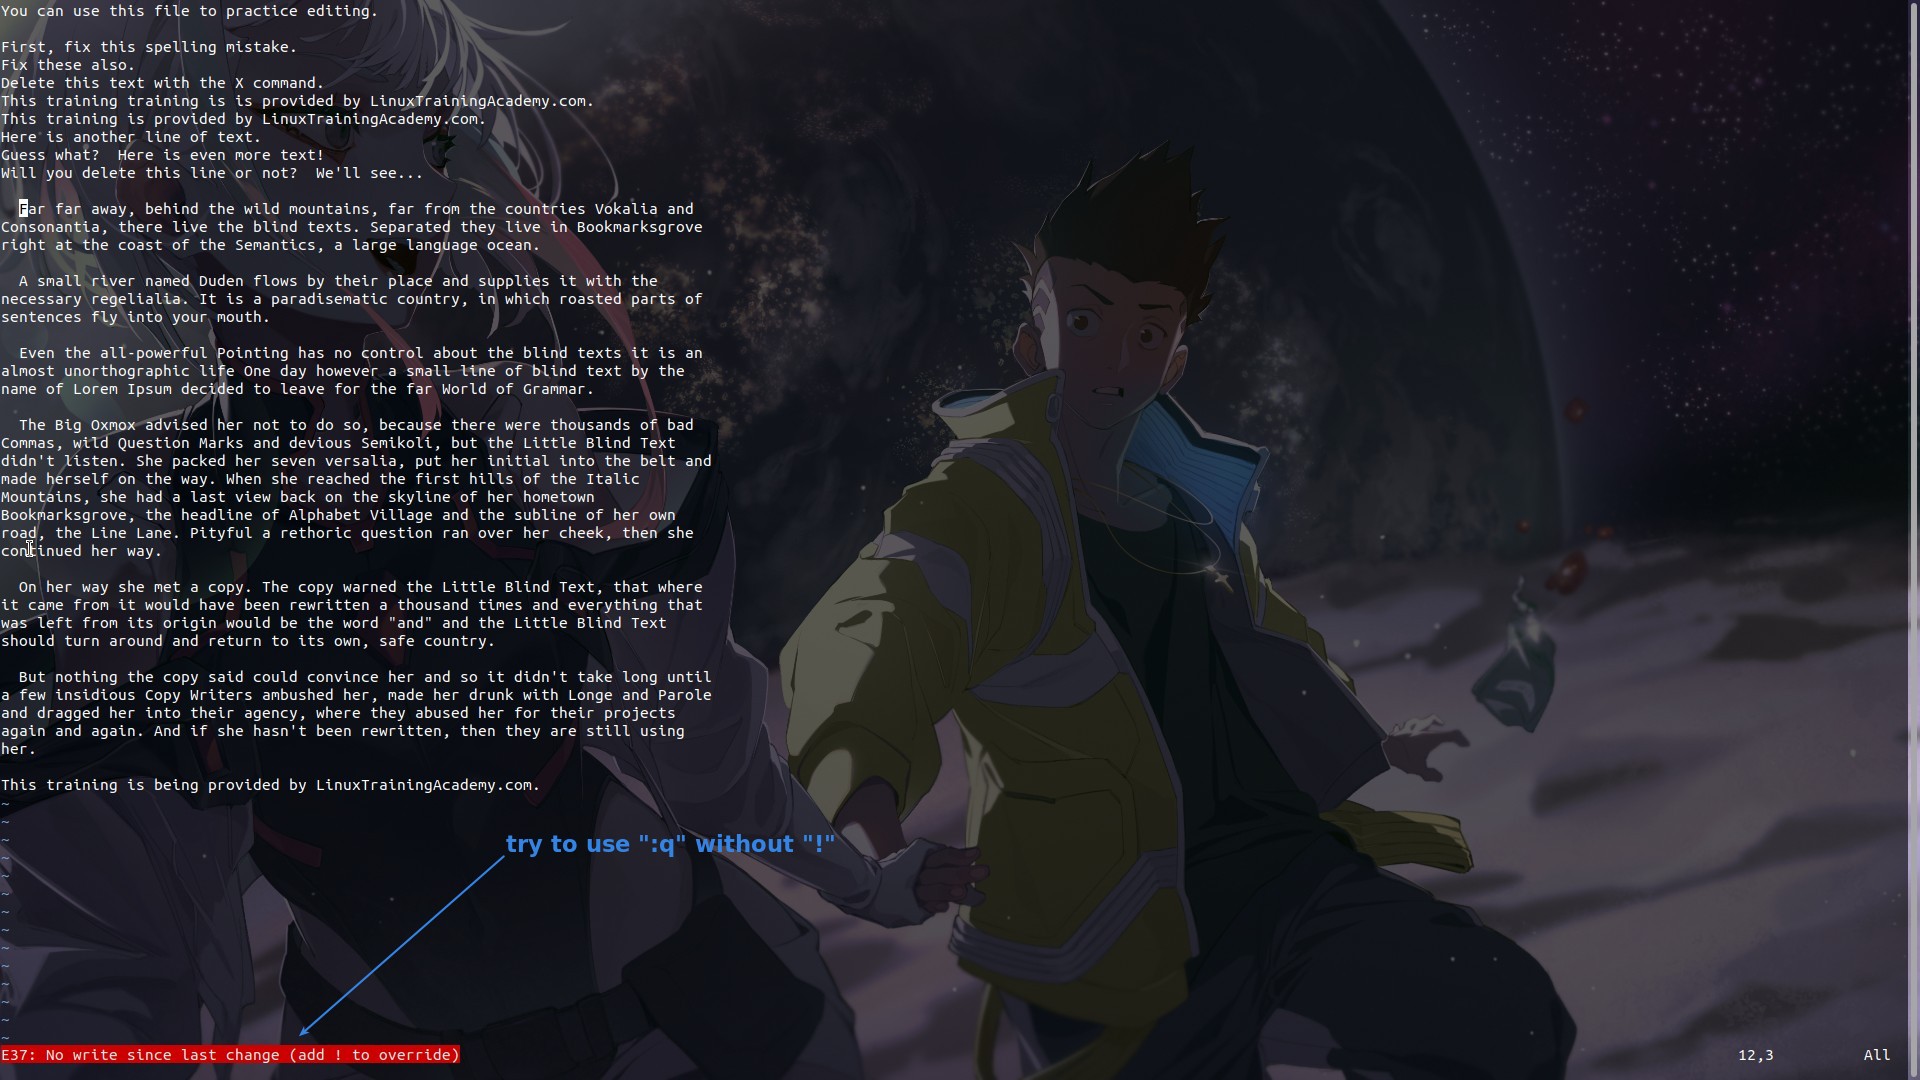 You can use this file to practice editing.
First, fix this spelling mistake.
Fix these also.
Delete this text with the X command.
This training training is is provided by LinuxTrainingAcademy.com.
This training is provided by LinuxTrainingAcademy.com.
Here is another line of text.
Guess what?  Here is even more text!
Will you delete this line or not?  We'll see...
  Far far away, behind the wild mountains, far from the countries Vokalia and
Consonantia, there live the blind texts. Separated they live in Bookmarksgrove
right at the coast of the Semantics, a large language ocean.
  A small river named Duden flows by their place and supplies it with the
necessary regelialia. It is a paradisematic country, in which roasted parts of
sentences fly into your mouth.
  Even the all-powerful Pointing has no control about the blind texts it is an
almost unorthographic life One day however a small line of blind text by the
name of Lorem Ipsum decided to leave for the far World of Grammar.
  The Big Oxmox advised her not to do so, because there were thousands of bad
Commas, wild Question Marks and devious Semikoli, but the Little Blind Text
didn't listen. She packed her seven versalia, put her initial into the belt and
made herself on the way. When she reached the first hills of the Italic
Mountains, she had a last view back on the skyline of her hometown
Bookmarksgrove, the headline of Alphabet Village and the subline of her own
road, the Line Lane. Pityful a rethoric question ran over her cheek, then she
continued her way.
  On her way she met a copy. The copy warned the Little Blind Text, that where
it came from it would have been rewritten a thousand times and everything that
was left from its origin would be the word "and" and the Little Blind Text
should turn around and return to its own, safe country.
  But nothing the copy said could convince her and so it didn't take long until
a few insidious Copy Writers ambushed her, made her drunk with Longe and Parole
and dragged her into their agency, where they abused her for their projects
again and again. And if she hasn't been rewritten, then they are still using
her.
This training is being provided by LinuxTrainingAcademy.com.
~
~
~
~
~
~
~
~
~
~
~
~
~
~
try to use ":q" without "!"
E37: No write since last change (add ! to override)
12,3
All